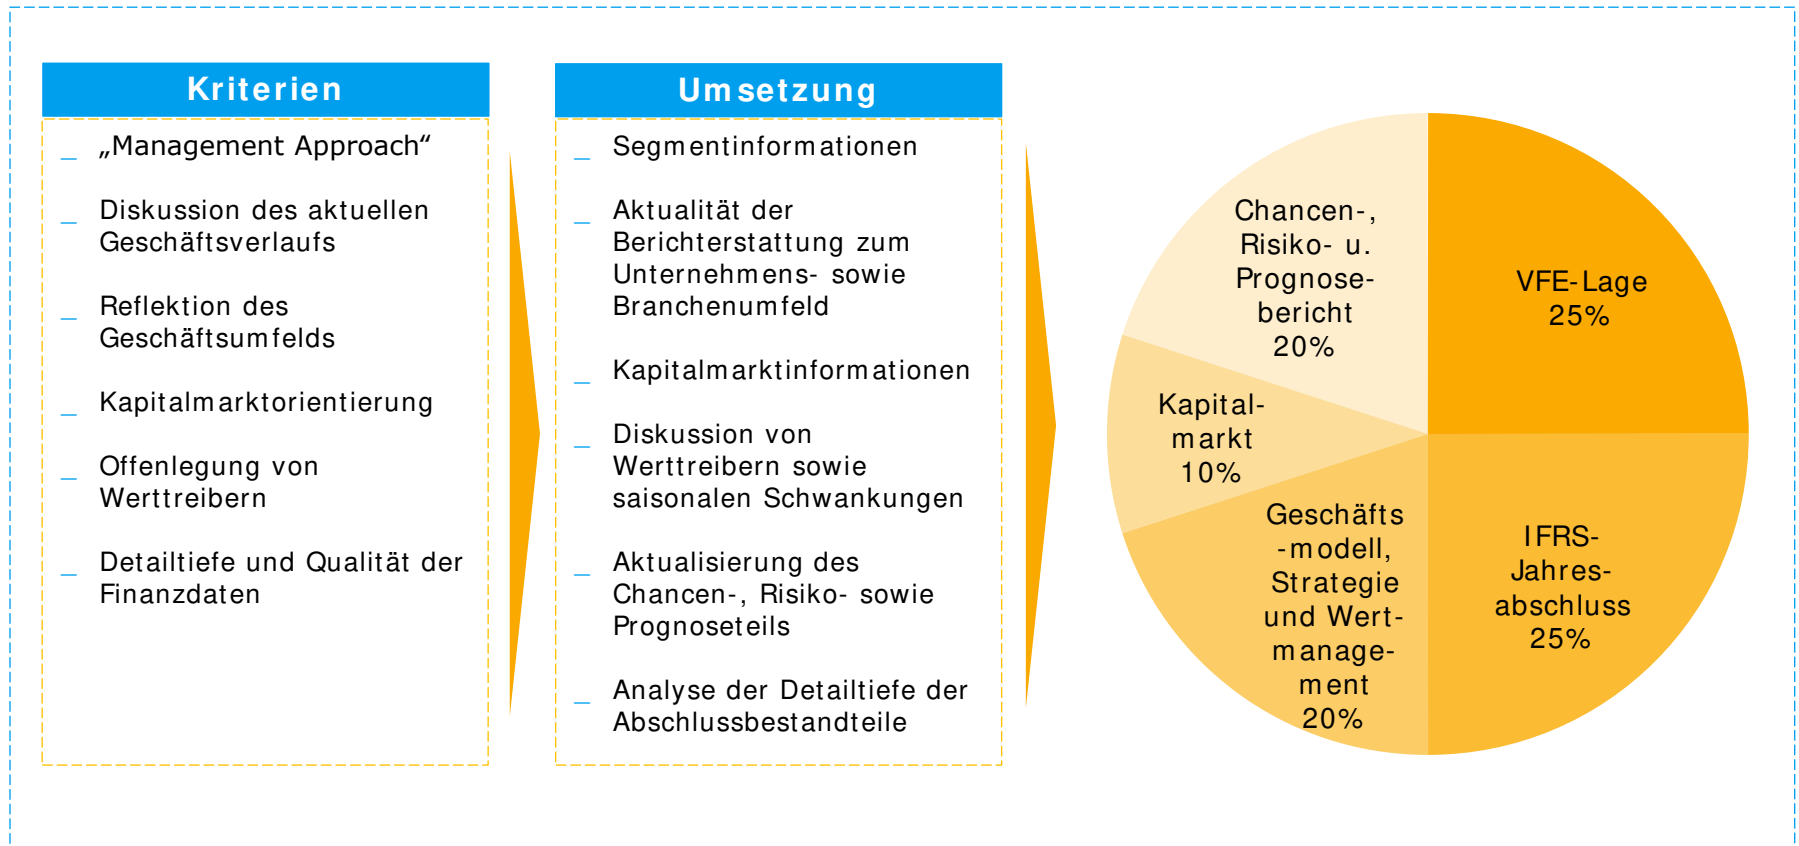 Kriterien
_ „Management Approach“
_ Diskussion des aktuellen
Geschäftsverlaufs
_ Reflektion des
Geschäftsumfelds
_ Kapitalmarktorientierung
_ Offenlegung von
Werttreibern
_ Detailtiefe und Qualität der
Finanzdaten
Umsetzung
_ Segmentinformationen
_ Aktualität der
Berichterstattung zum
Unternehmens- sowie
Branchenumfeld
_ Kapitalmarktinformationen
_ Diskussion von
Werttreibern sowie
saisonalen Schwankungen
_ Aktualisierung des
Chancen-, Risiko- sowie
Prognoseteils
_ Analyse der Detailtiefe der
Abschlussbestandteile
Chancen-,
Risiko- u.
Prognose-
bericht
20%
VFE-Lage
25%
Kapital-
markt
10%
Geschäfts
-modell,
Strategie
und Wert-
manage-
ment
20%
IFRS-
Jahres-
abschluss
25%